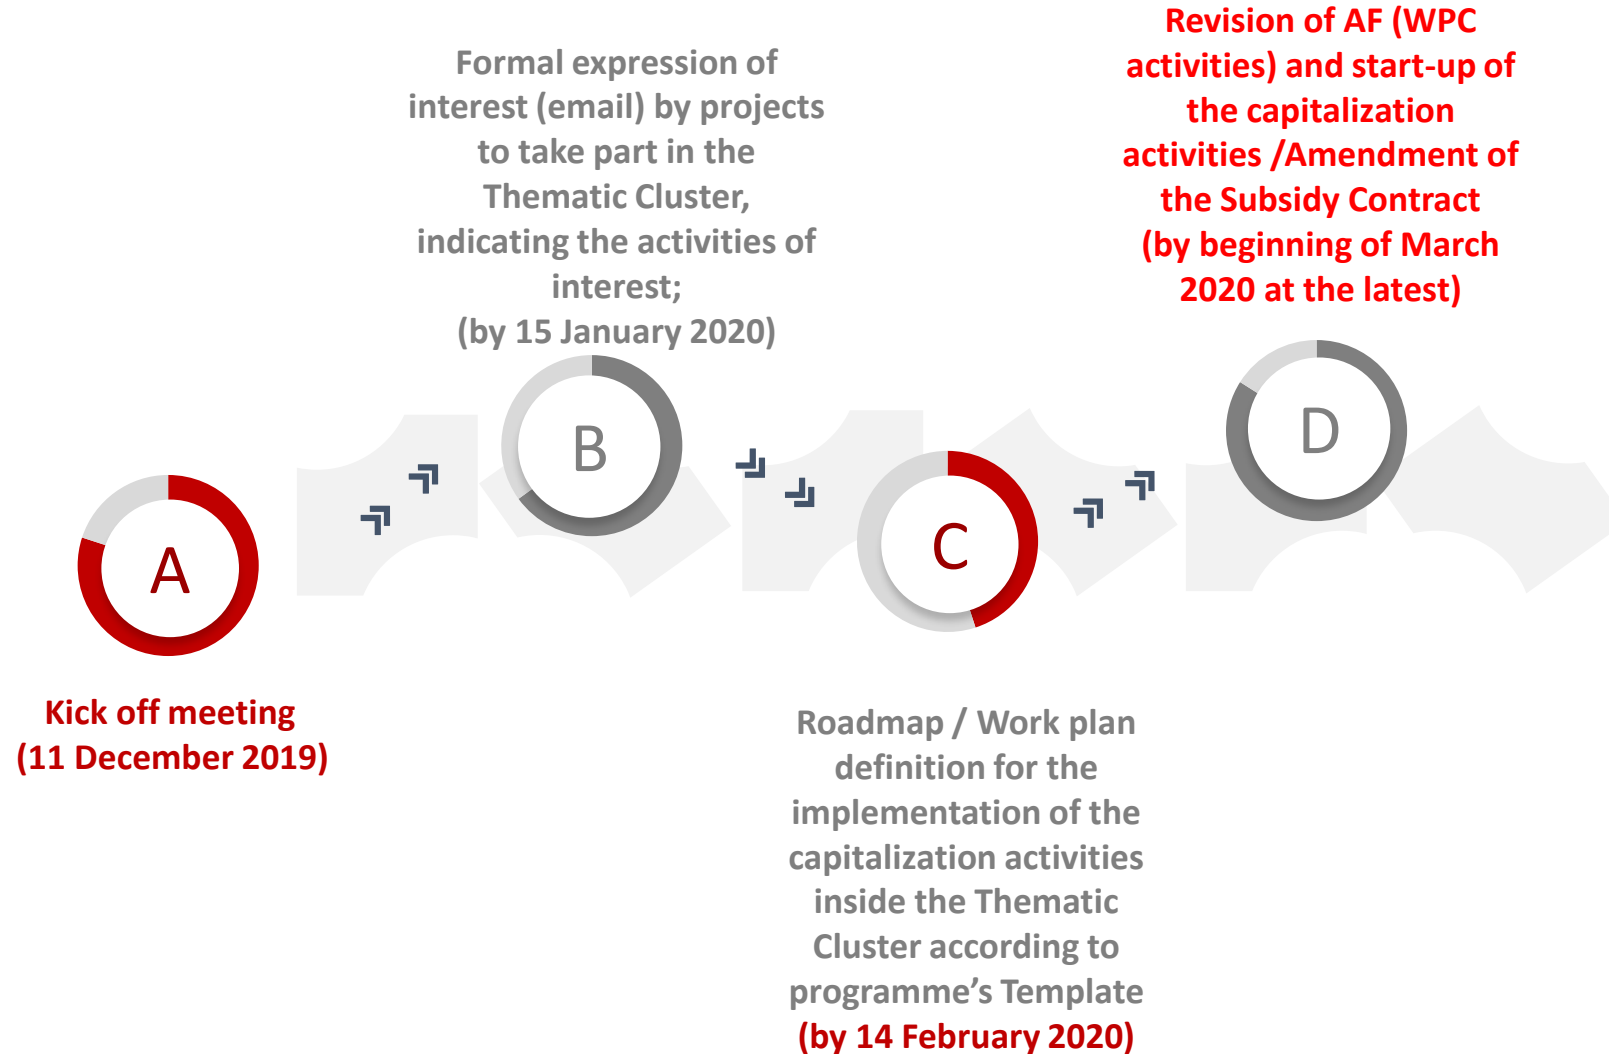 A
Kick off meeting
(11 December 2019)
Formal expression of
interest (email) by projects
to take part in the
Thematic Cluster,
indicating the activities of
interest;
(by 15 January 2020)
B
C
Roadmap / Work plan
definition for the
implementation of the
capitalization activities
inside the Thematic
Cluster according to
programme’s Template
(by 14 February 2020)
Revision of AF (WPC
activities) and start-up of
the capitalization
activities /Amendment of
the Subsidy Contract
(by beginning of March
2020 at the latest)
D